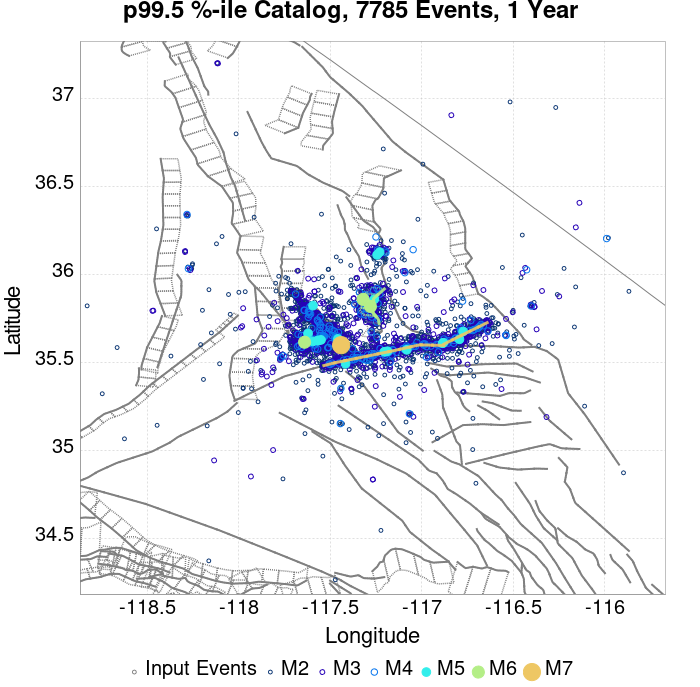 p99.5 %-ile Catalog, 7785 Events, 1 Year
37
36.5
36
35.5
35
34.5
Latitude
-118.5 -118 -117.5 -117 -116.5 -116
Longitude
Input Events M2 M3 M4 M5 M6 M7